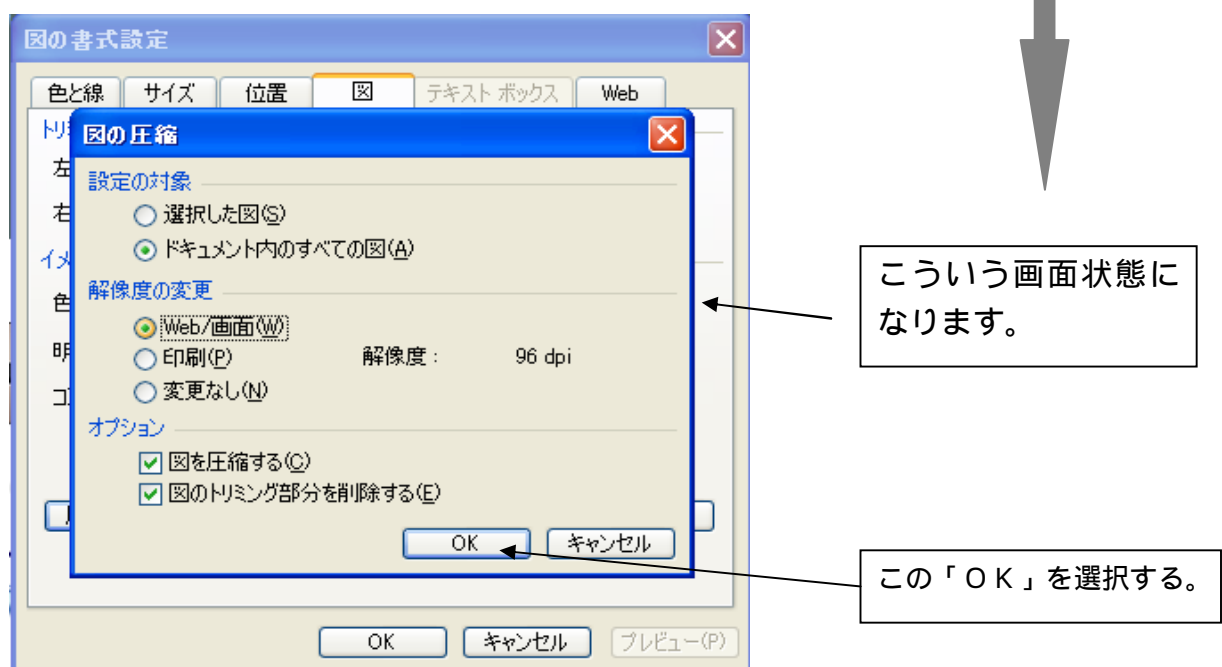 図の書式設定
色と線 サイズ 位置 図 テキスト ボックス Web
図の圧縮
設定の対象
選択した図(S)
ドキュメント内のすべての図(A)
解像度の変更
Web/画面(W)
印刷(P) 解像度: 96 dpi
変更なし(N)
オプション
図を圧縮する(C)
図のトリミング部分を削除する(E)
OK キャンセル
OK キャンセル プレビュー(P)
こういう画面状態に
なります。
この「ＯＫ」を選択する。